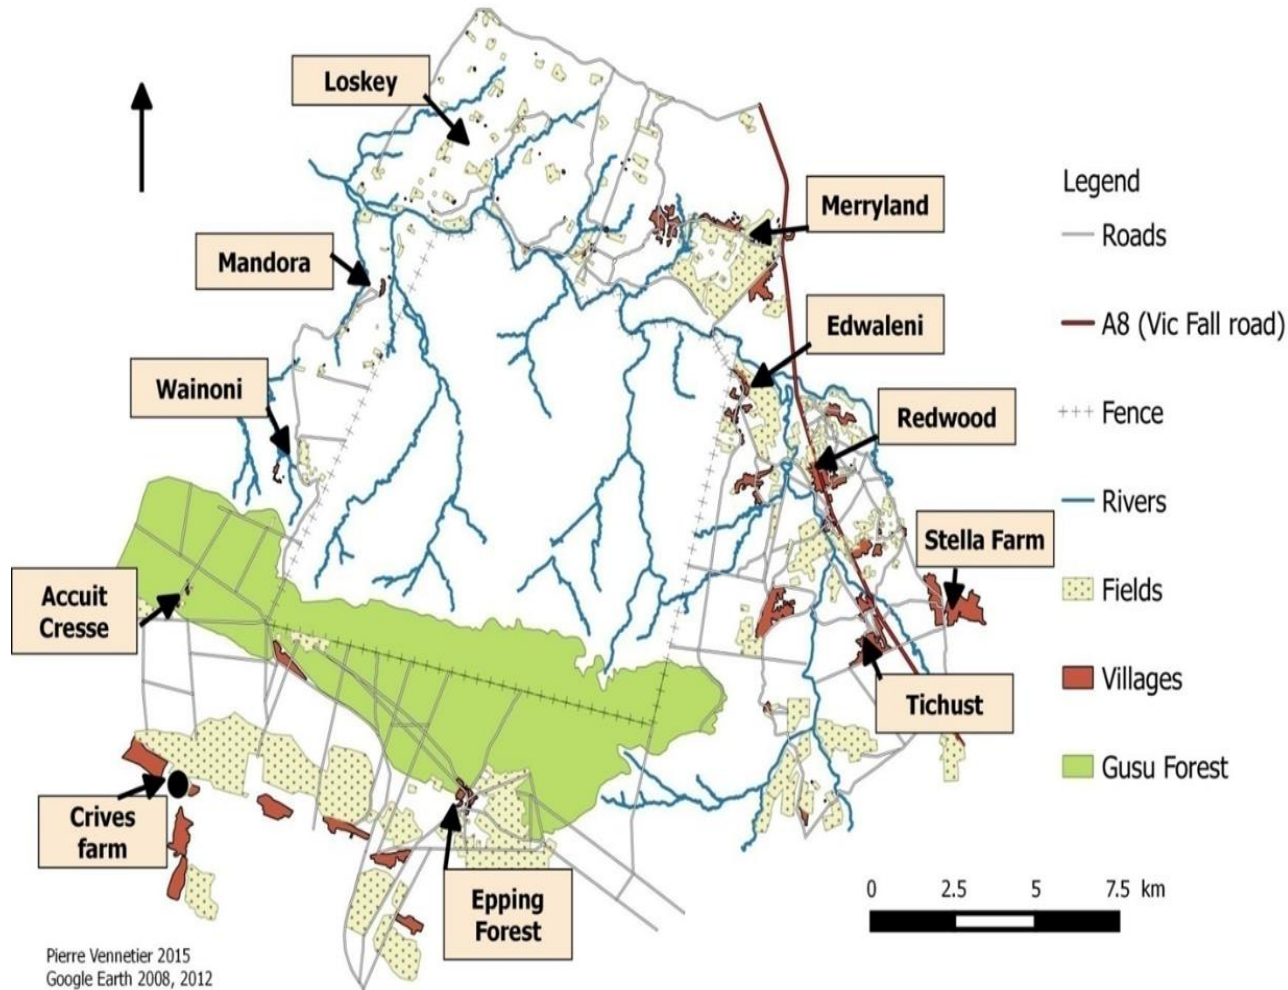 Loskey
Merryland
Mandora
Edwaleni
Wainoni
Redwood
Stella Farm
Accuit
Cresse
Tichust
Crives
farm
Epping
Forest
Legend
Roads
A8 (Vic Fall road)
Fence
Rivers
Fields
Villages
Gusu Forest
0 2.5 5 7.5 km
Pierre Vennetier 2015
Google Earth 2008, 2012